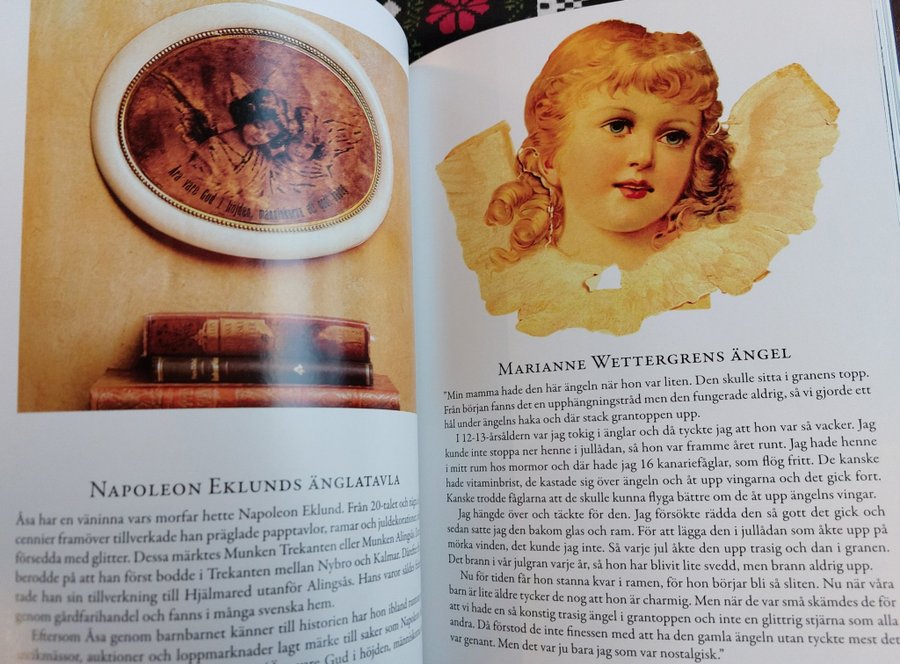 Ära vare Gud i höjden, människorna
NAPOLEON EKLUNDS ÄNGLATAVLA
Åsa har en väninna vars morfar hette Napoleon Eklund. Från 20-talet och
cennier framöver tillverkade han präglade papptavlor, ramar och juldekorationer
försedda med glitter. Dessa märktes Munken Trekanten eller Munken Alingsås.
berodde på att han först bodde i Trekanten mellan Nybro och Kalmar.
tade han sin tillverkning till Hjälmared utanför Alingsås. Hans varor såldes
genom gårdfarihandel och fanns i många svenska hem.
Eftersom Åsa genom barnbarnet känner till historien har hon ibland
snökmässor, auktioner och loppmarknader lagt märke till saker som
vare Gud i höjden,
MARIANNE WETTERGRENS ÄNGEL
"Min mamma hade den här ängeln när hon var liten. Den skulle sitta i granens topp.
Från början fanns det en upphängningstråd men den fungerade aldrig, så vi gjorde ett
hål under ängelns haka och där stack grantoppen upp.
I 12-13-årsåldern var jag tokig i änglar och då tyckte jag att hon var så vacker. Jag
kunde inte stoppa ner henne i jullådan, så hon var framme året runt. Jag hade henne
i mitt rum hos mormor och där hade jag 16 kanariefåglar, som flög fritt. De kanske
hade vitaminbrist, de kastade sig över ängeln och åt upp vingarna och det gick fort.
Kanske trodde fåglarna att de skulle kunna flyga bättre om de åt upp ängelns vingar.
Jag hängde över och täckte för den. Jag försökte rädda den så gott det gick och
sedan satte jag den bakom glas och ram. För att lägga den i jullådan som åkte upp på
mörka vinden, det kunde jag inte. Så varje jul åkte den upp trasig och dan i granen.
Det brann i vår julgran varje år, så hon har blivit lite svedd, men brann aldrig upp.
Nu för tiden får hon stanna kvar i ramen, för hon börjar bli så sliten. Nu när våra
barn är lite äldre tycker de nog att hon är charmig. Men när de var små skämdes de för
att vi hade en så konstig trasig ängel i grantoppen och inte en glittrig stjärna som alla
andra. Då förstod de inte finessen med att ha den gamla ängeln utan tyckte mest det
var genant. Men det var ju bara jag som var nostalgisk."